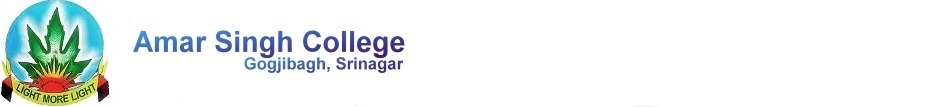 Amar Singh College
Gogjibagh, Srinagar
LIGHT MORE LIGHT